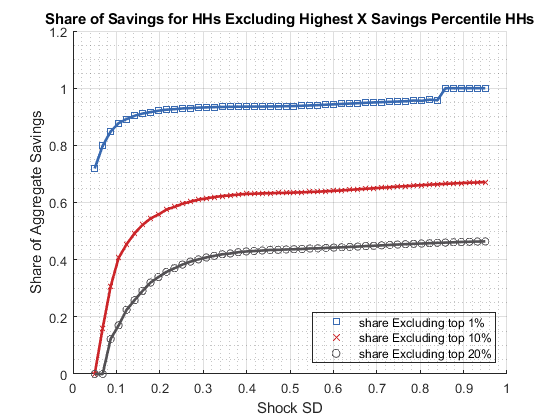 Share of Savings for HHs Excluding Highest X Savings Percentile HHs
1.2
1
0.8
0.6
0.4
0.2
0
Share of Aggregate Savings
0 0.1 0.2 0.3 0.4 0.5 0.6 0.7 0.8 0.9 1
Shock SD
share Excluding top 1%
share Excluding top 10%
share Excluding top 20%